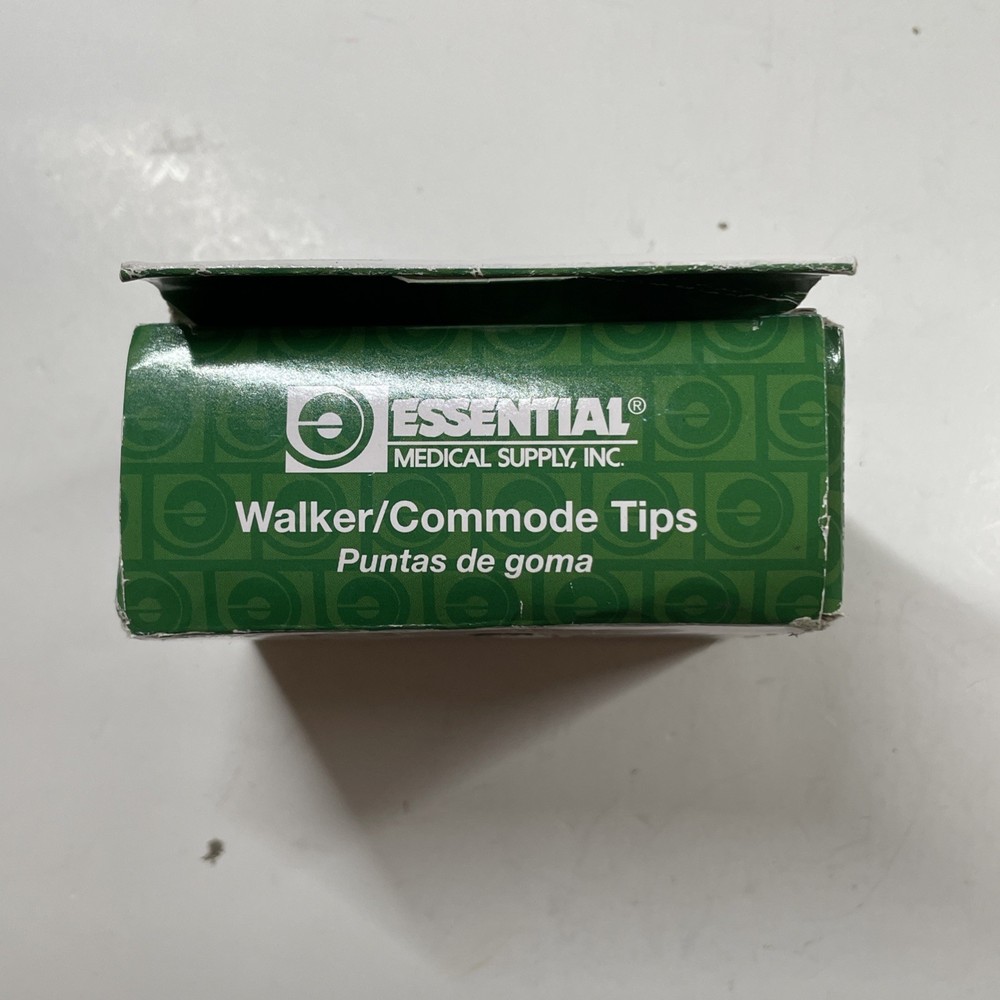 ESSENTIAL®
MEDICAL SUPPLY, INC.
Walker/Commode Tips
Puntas de goma